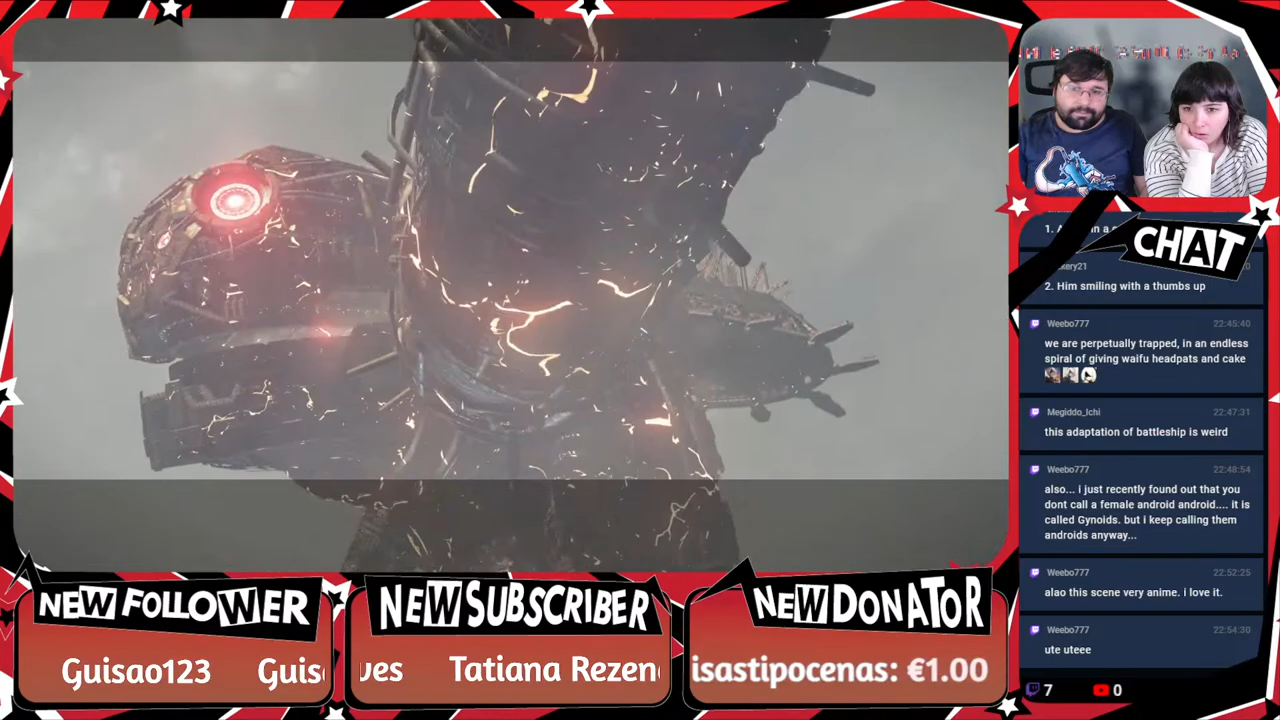 CHAT
kery21
2. Him smiling with a thumbs up
Weebo777
22:45:40
we are perpetually trapped, in an endless
spiral of giving waifu headpats and cake
Megiddo_Ichi
22:47:31
this adaptation of battleship is weird
Weebo777
22:48:54
also... i just recently found out that you
dont call a female android android.... it is
called Gynoids. but i keep calling them
androids anyway...
Weebo777
22:52:25
alao this scene very anime. i love it.
Weebo777
22:54:30
ute uteee
7
0
NEW FOLLOWER
Guisao123 Guis
NEW SUBSCRIBER
ves Tatiana Rezen
NEW DONATOR
isastipocenas: €1.00